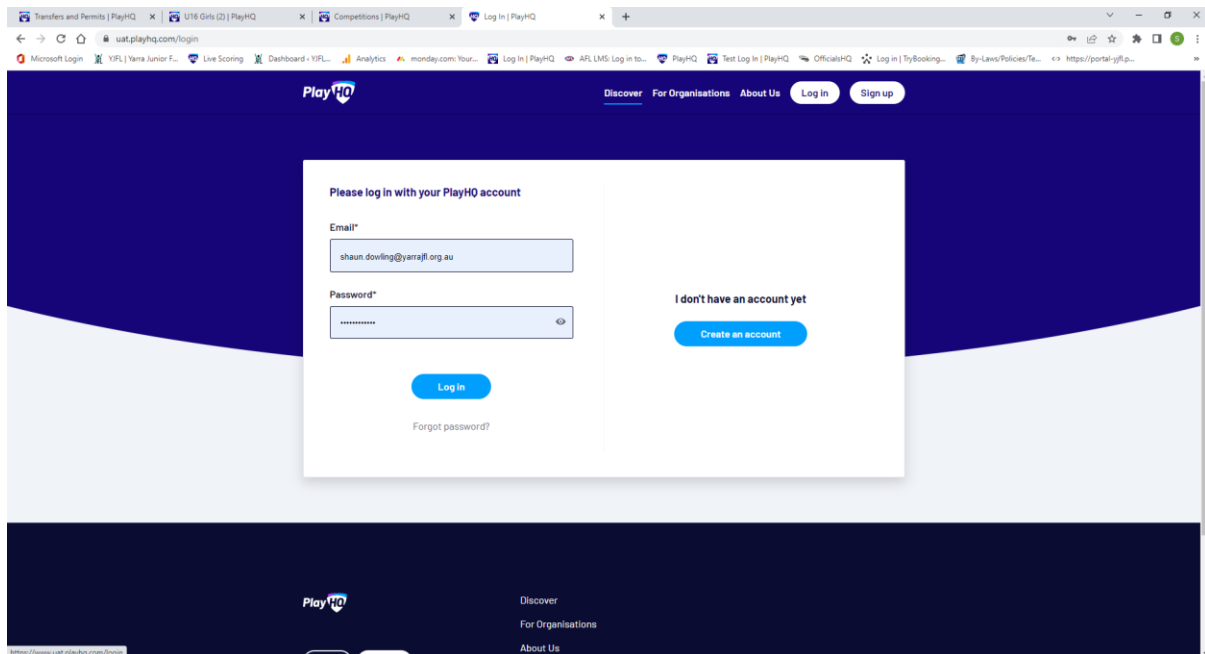 Transfers and Permits | PlayHQ
U16 Girls (2) | PlayHQ
Competitions | PlayHQ
Log In | PlayHQ
uat.playhq.com/login
S
Microsoft Login
YJFL | Yarra Junior F...
Live Scoring
Dashboard ‹ YJFL...
Analytics
monday.com: Your...
Log In | PlayHQ
AFL LMS: Log in to...
PlayHQ
Test Log In | PlayHQ
OfficialsHQ
Log in | TryBooking...
By-Laws/Policies/Te...
https://portal-yjfl.p...
»
PlayHQ
Discover
For Organisations
About Us
Log in
Sign up
Please log in with your PlayHQ account
Email*
shaun.dowling@yarrajfl.org.au
Password*
••••••••••••
Log in
Forgot password?
I don't have an account yet
Create an account
PlayHQ
Discover
For Organisations
About Us
https://www.uat.playhq.com/login